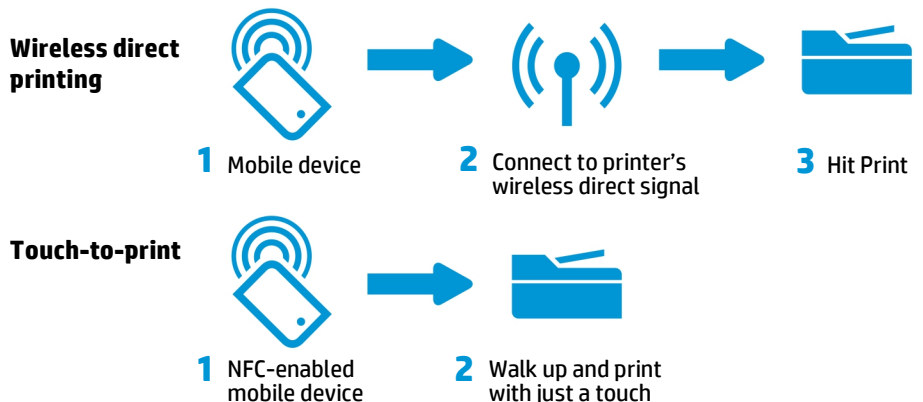 Wireless direct
printing
1 Mobile device
2 Connect to printer's
wireless direct signal
3 Hit Print
Touch-to-print
1 NFC-enabled
mobile device
2 Walk up and print
with just a touch